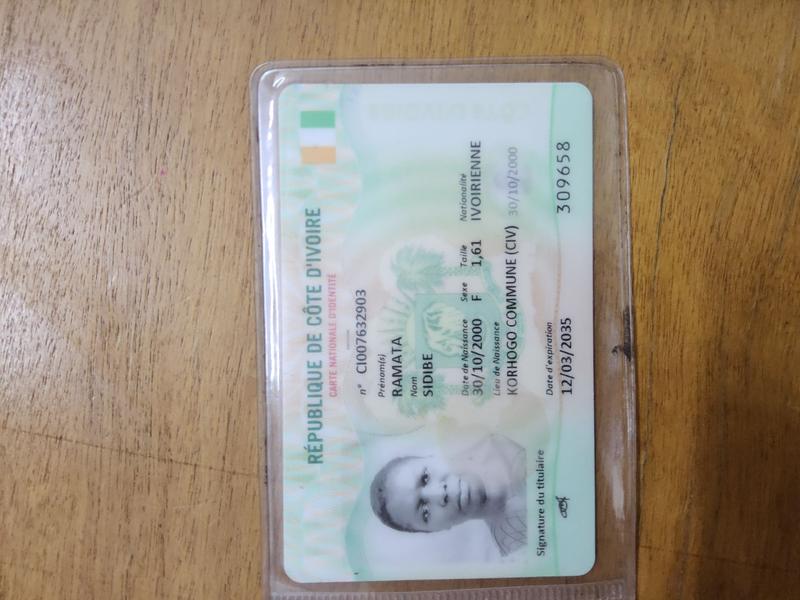 RÉPUBLIQUE DE CÔTE D'IVOIRE
CARTE NATIONALE D'IDENTITÉ
n° CI007632903
Prénom(s)
RAMATA
Nom
SIDIBE
Date de Naissance Sexe Taille Nationalité
30/10/2000 F 1,61 IVOIRIENNE
Lieu de Naissance
KORHOGO COMMUNE (CIV) 30/10/2000
Date d'expiration
12/03/2035 309658
Signature du titulaire